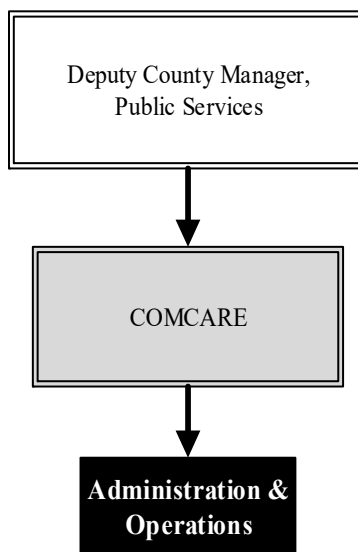 Deputy County Manager,
Public Services
COMCARE
Administration &
Operations